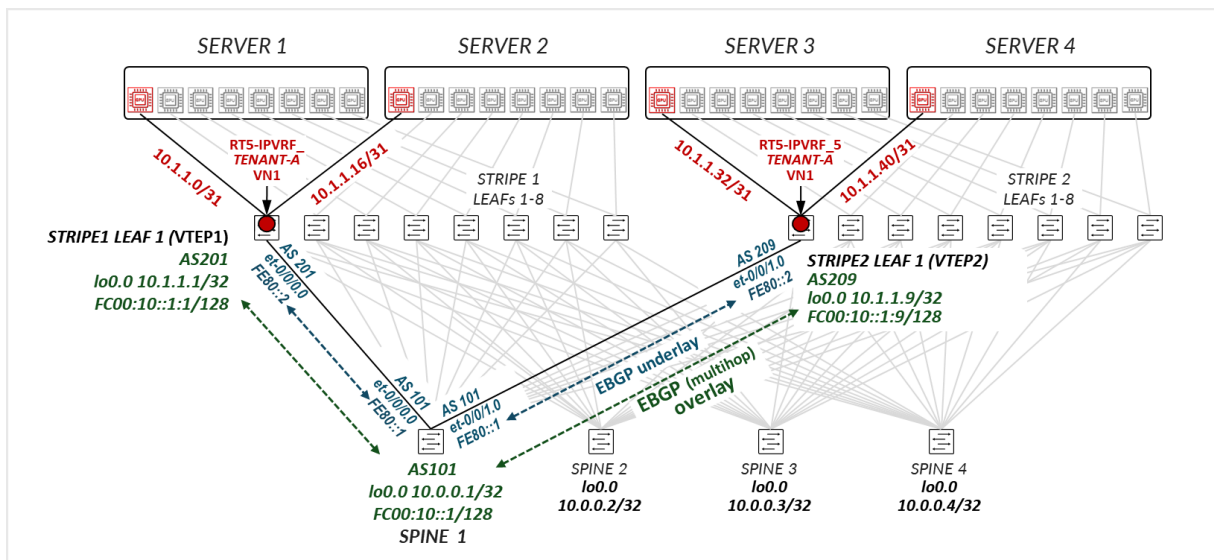 SERVER 1
SERVER 2
SERVER 3
SERVER 4
10.1.1.0/31
RT5-IPVRF_
TENANT-A
VN1
10.1.1.16/31
STRIPE 1
LEAFs 1-8
10.1.1.32/31
RT5-IPVRF_5
TENANT-A
VN1
10.1.1.40/31
STRIPE 2
LEAFs 1-8
STRIPE1 LEAF 1 (VTEP1)
AS201
lo0.0 10.1.1.1/32
FC00:10::1:1/128
AS 201
et-0/0/0.0
FE80::2
AS 209
et-0/0/1.0
FE80::2
STRIPE2 LEAF 1 (VTEP2)
AS209
lo0.0 10.1.1.9/32
FC00:10::1:9/128
AS 101
et-0/0/0.0
FE80::1
AS 101
et-0/0/1.0
FE80::1
EBGP underlay
EBGP (multihop)
overlay
AS101
lo0.0 10.0.0.1/32
FC00:10::1/128
SPINE 1
SPINE 2
lo0.0
10.0.0.2/32
SPINE 3
lo0.0
10.0.0.3/32
SPINE 4
lo0.0
10.0.0.4/32